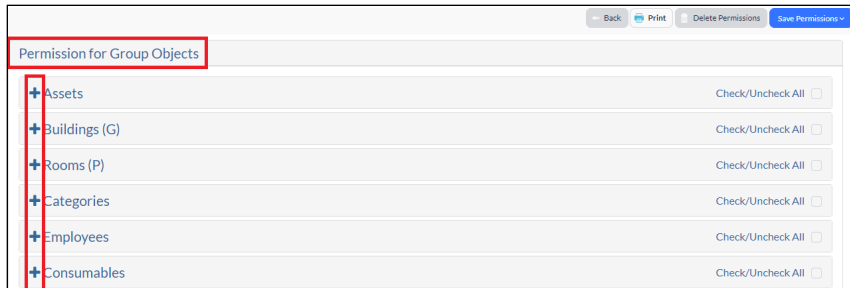 Back Print Delete Permissions Save Permissions
Permission for Group Objects
Assets Check/Uncheck All
Buildings (G) Check/Uncheck All
Rooms (P) Check/Uncheck All
Categories Check/Uncheck All
Employees Check/Uncheck All
Consumables Check/Uncheck All